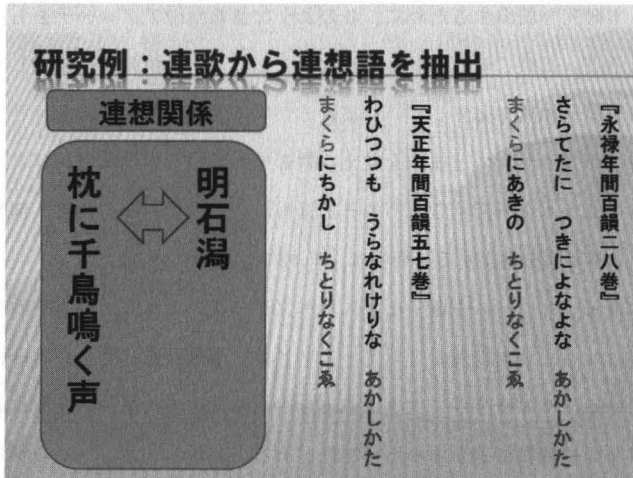 研究例：連歌から連想語を抽出
『永禄年間百韻二八巻』
さらてたに　つきによなよな　あかしかた
まくらにあきの　ちとりなくこゑ
『天正年間百韻五七巻』
わひつつも　うらなれけりな　あかしかた
まくらにちかし　ちとりなくこゑ
連想関係
明石潟
枕に千鳥鳴く声